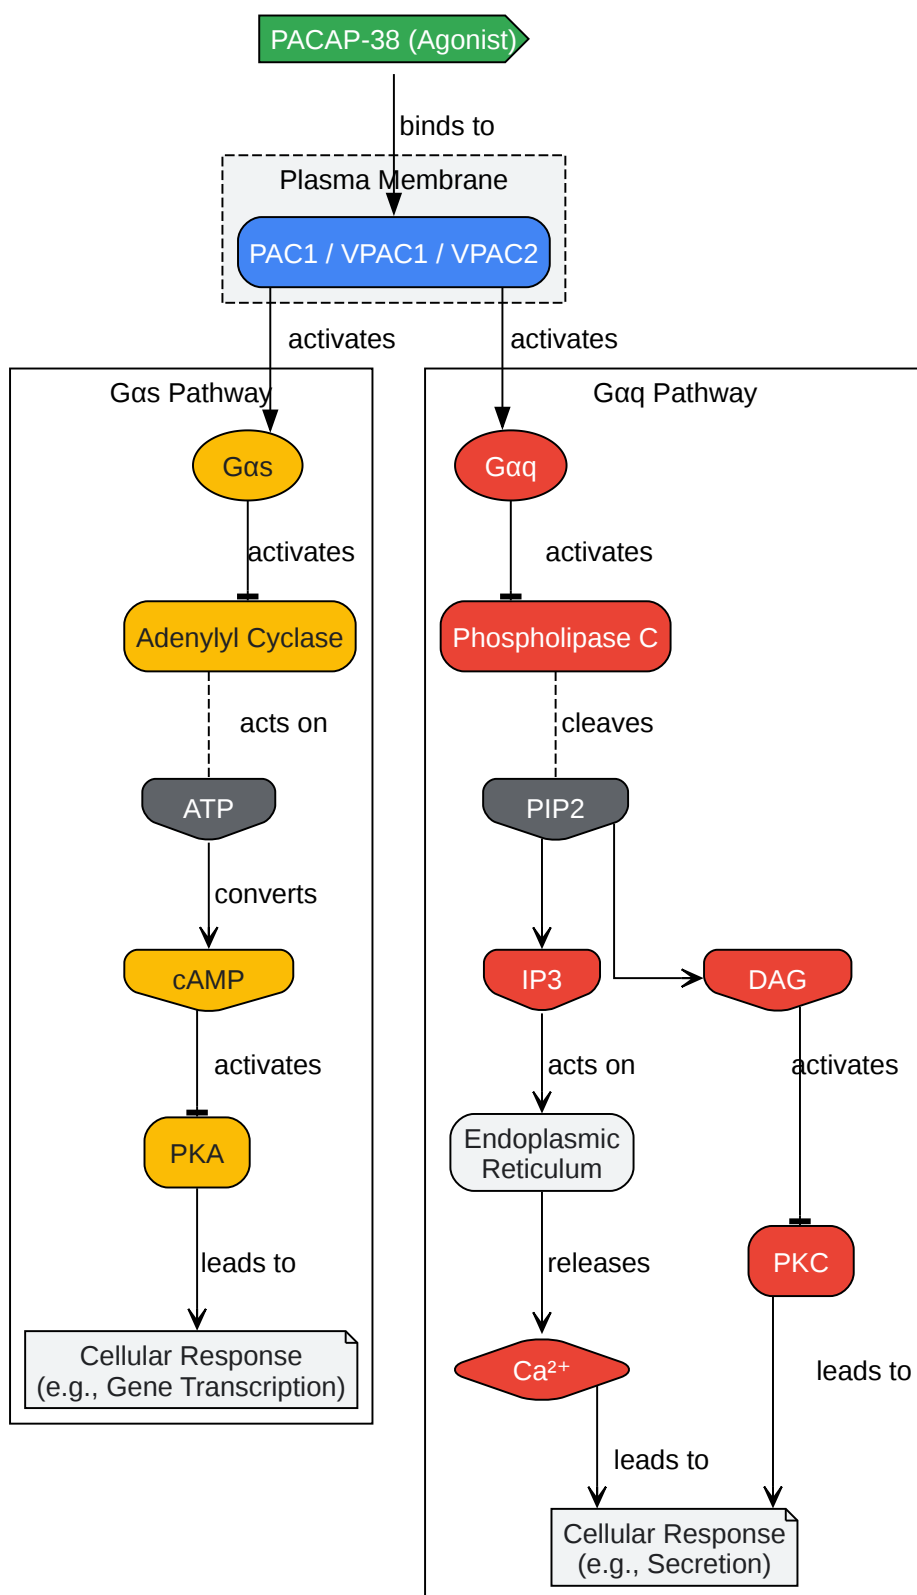 PACAP-38 (Agonist)
binds to
Plasma Membrane
PAC1 / VPAC1 / VPAC2
activates
activates
Gαs Pathway
Gαs
activates
Adenylyl Cyclase
acts on
ATP
converts
cAMP
activates
PKA
leads to
Cellular Response
(e.g., Gene Transcription)
Gαq Pathway
Gαq
activates
Phospholipase C
cleaves
PIP2
IP3
DAG
acts on
activates
Endoplasmic
Reticulum
releases
PKC
Ca²⁺
leads to
leads to
Cellular Response
(e.g., Secretion)